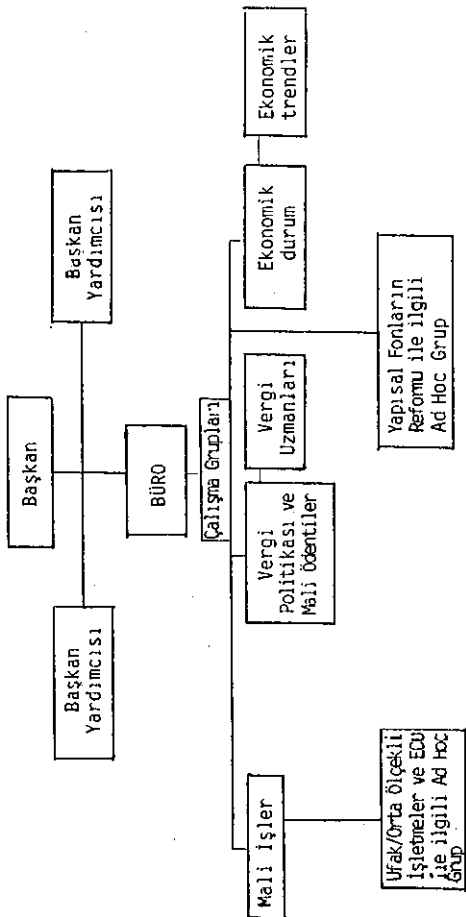 Başkan
Başkan
Yardımcısı
Başkan
Yardımcısı
BÜRO
Çalışma Grupları
Mali İşler
Vergi
Politikası ve
Mali Ödentiler
Vergi
Uzmanları
Ekonomik
durum
Ekonomik
trendler
Ufak/Orta Ölçekli
İşletmeler ve ECU
ile ilgili Ad Hoc
Grup
Yapısal Fonların
Reformu ile ilgili
Ad Hoc Grup